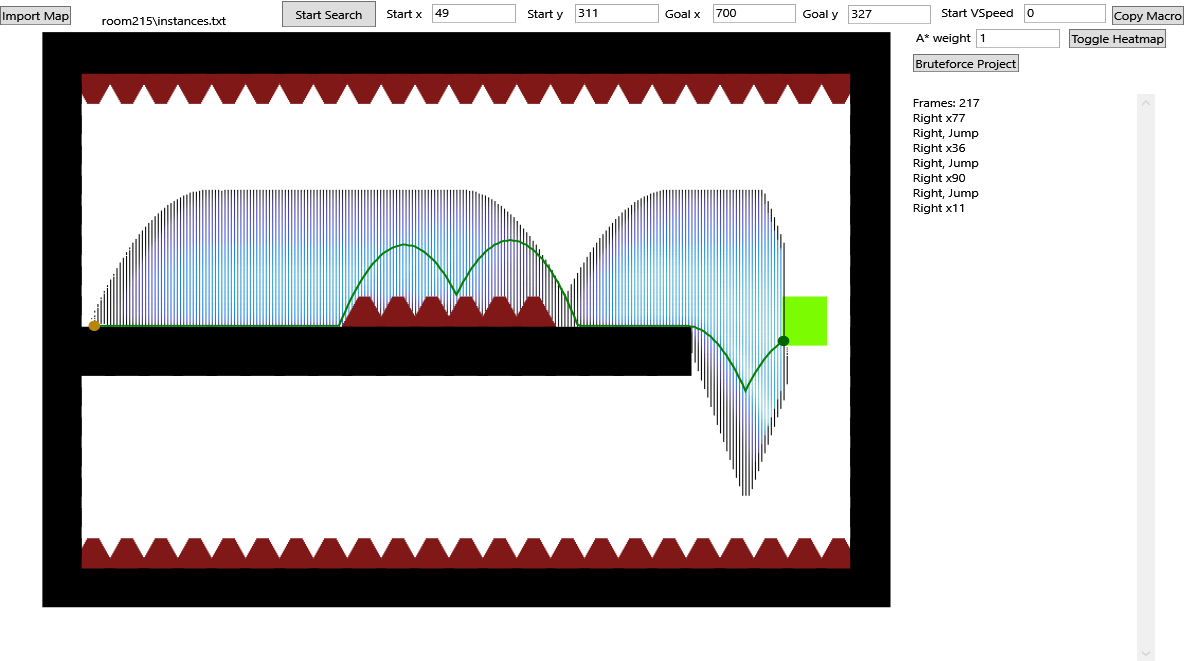 Import Map room215\instances.txt Start Search Start x 49 Start y 311 Goal x 700 Goal y 327 Start VSpeed 0 Copy Macro
A* weight 1 Toggle Heatmap
Bruteforce Project
Frames: 217
Right x77
Right, Jump
Right x36
Right, Jump
Right x90
Right, Jump
Right x11